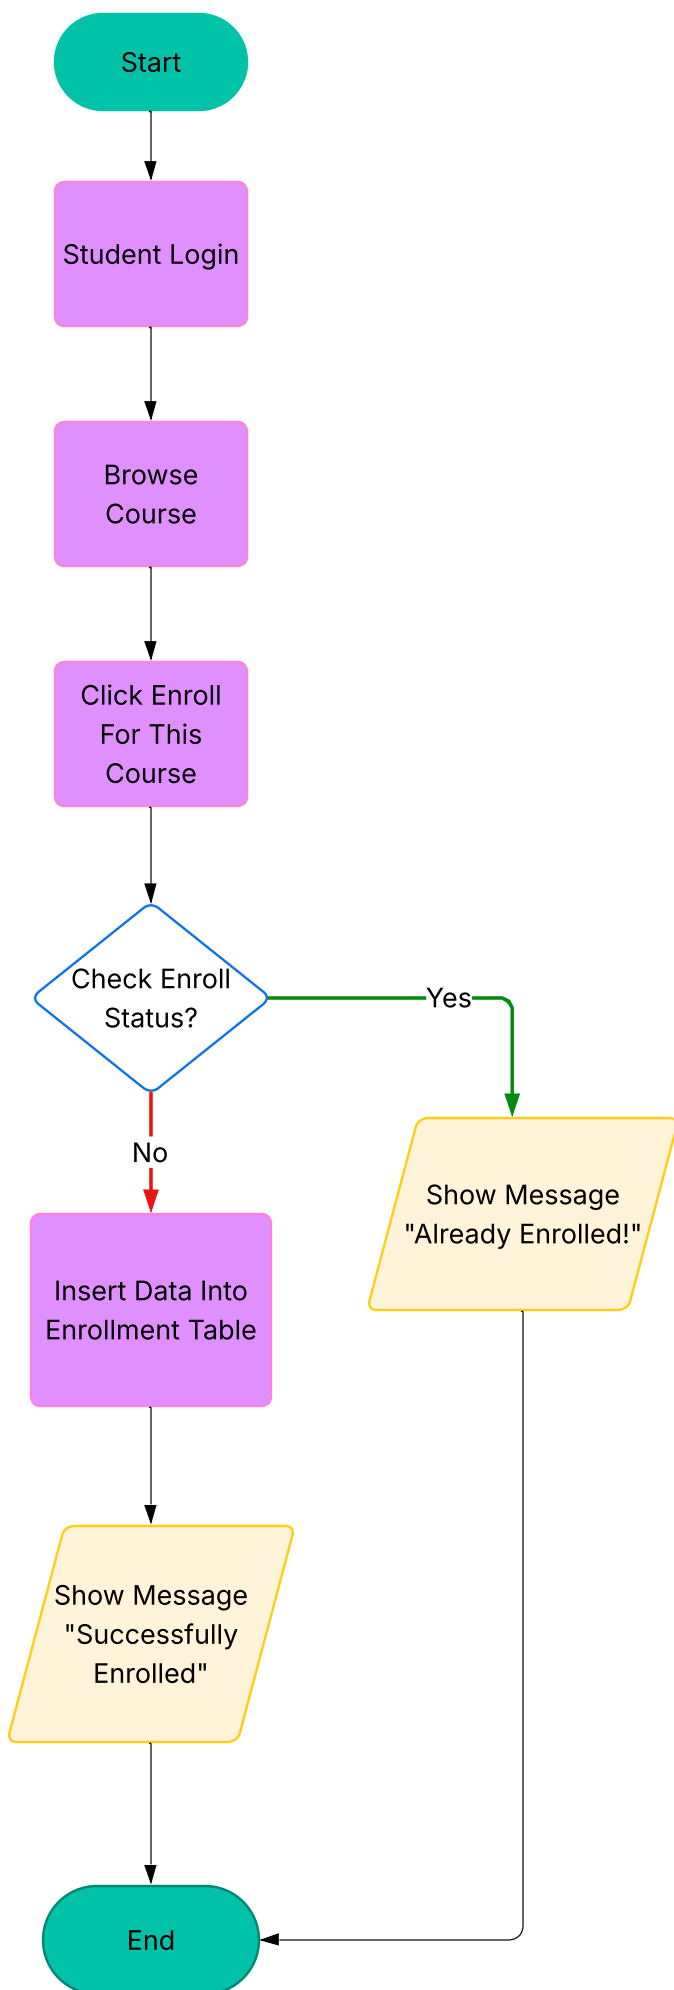 Start
Student Login
Browse
Course
Click Enroll
For This
Course
Check Enroll
Status?
Yes
No
Show Message
"Already Enrolled!"
Insert Data Into
Enrollment Table
Show Message
"Successfully
Enrolled"
End